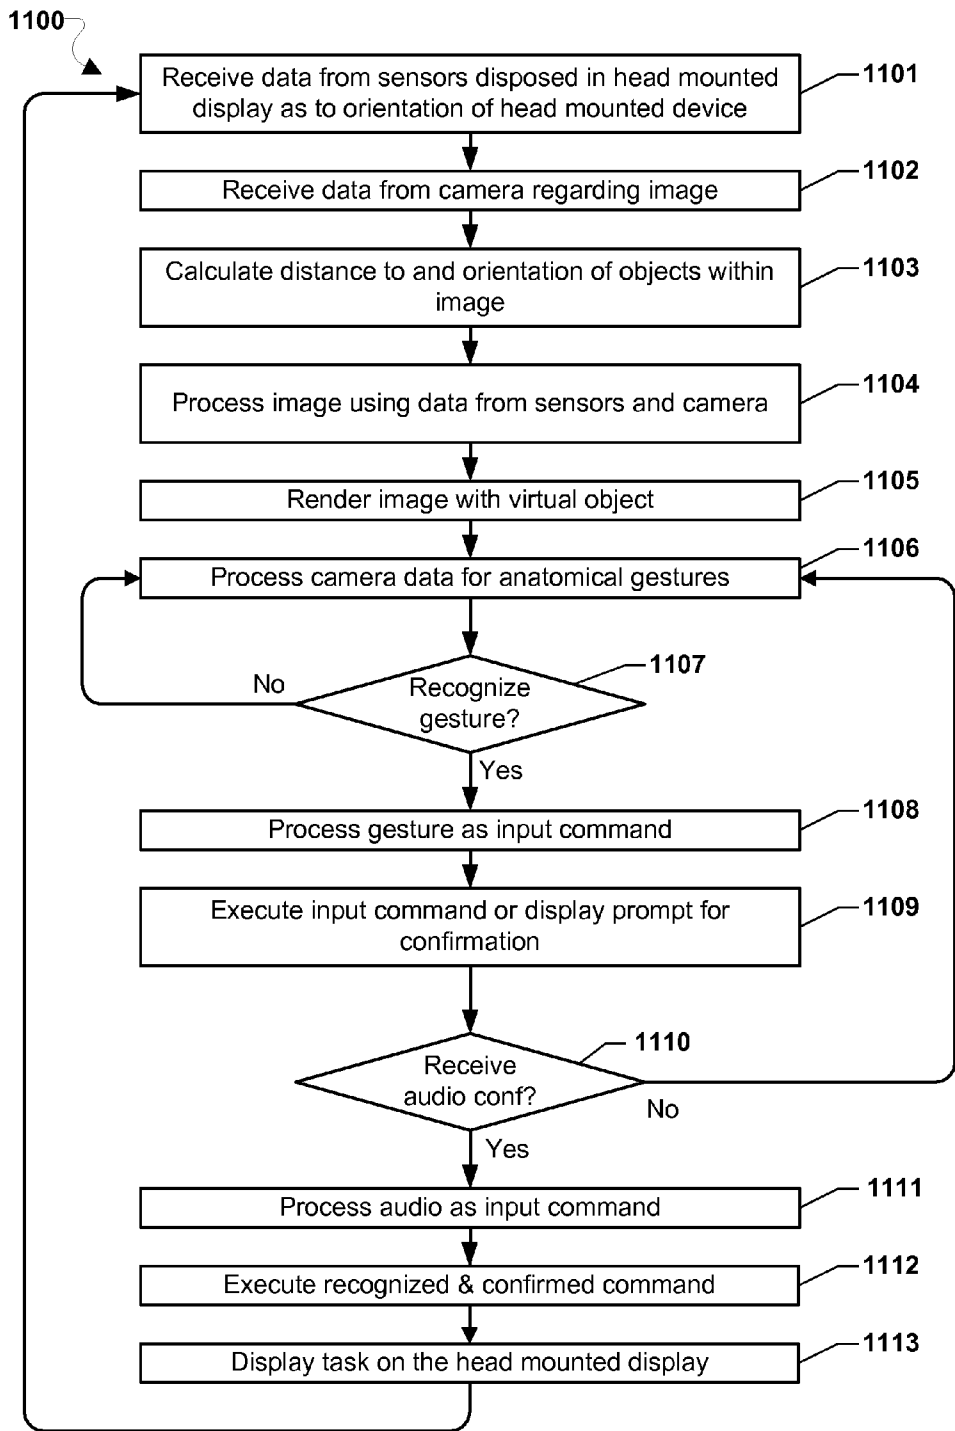 1100
Receive data from sensors disposed in head mounted
display as to orientation of head mounted device
1101
Receive data from camera regarding image
1102
Calculate distance to and orientation of objects within
image
1103
Process image using data from sensors and camera
1104
Render image with virtual object
1105
Process camera data for anatomical gestures
1106
Recognize
gesture?
1107
No
Yes
Process gesture as input command
1108
Execute input command or display prompt for
confirmation
1109
Receive
audio conf?
1110
No
Yes
Process audio as input command
1111
Execute recognized & confirmed command
1112
Display task on the head mounted display
1113